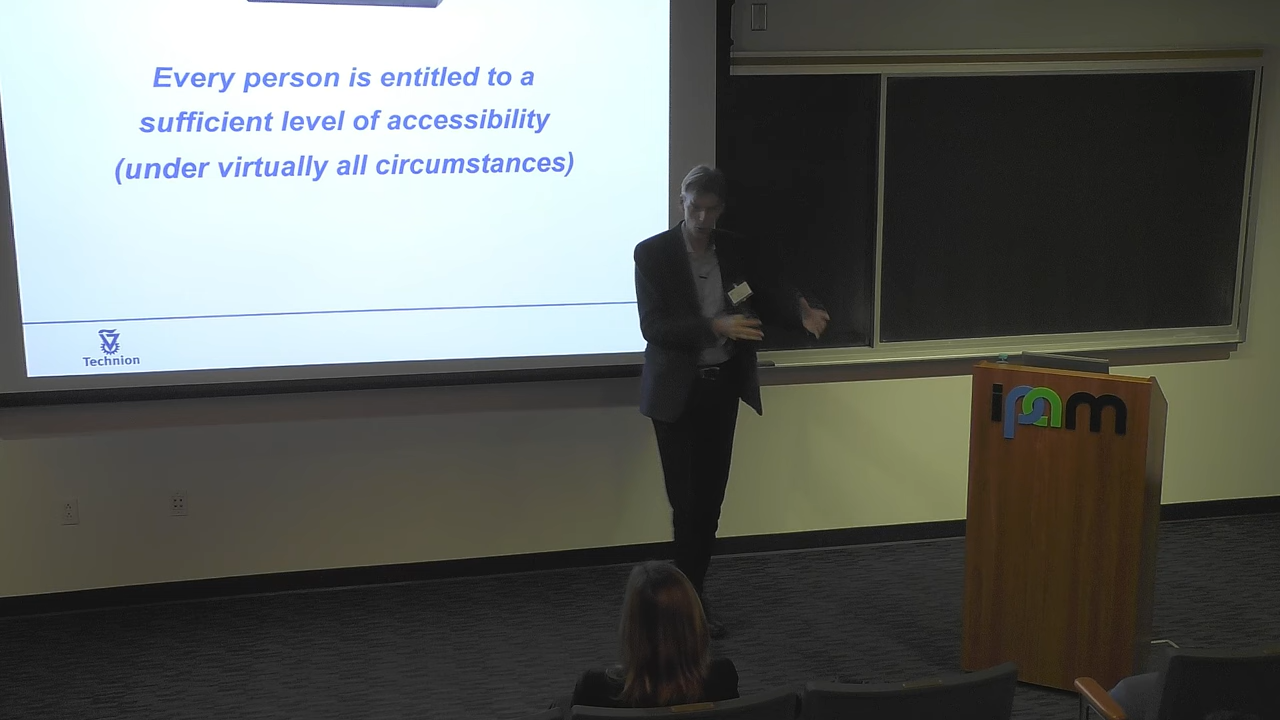 Every person is entitled to a
sufficient level of accessibility
(under virtually all circumstances)
Technion
ipam